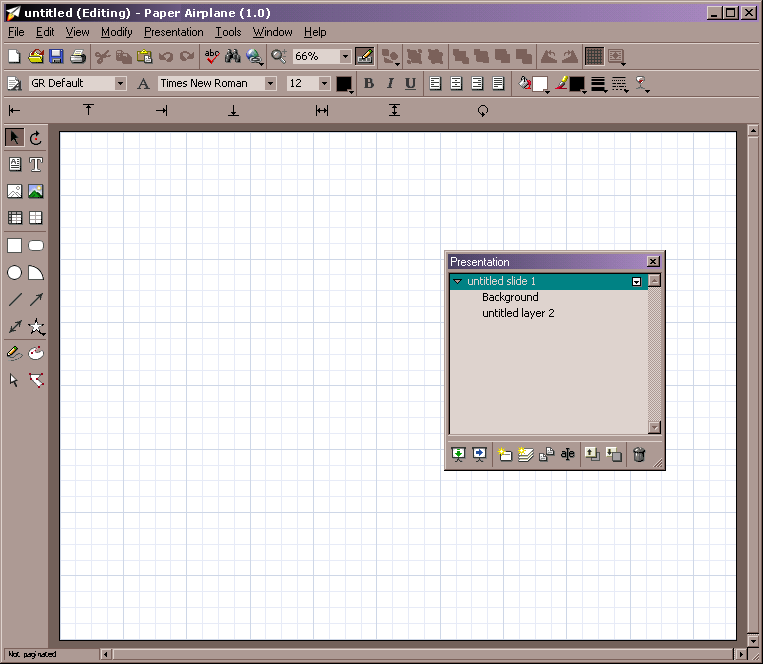 untitled (Editing) - Paper Airplane (1.0)
File Edit View Modify Presentation Tools Window Help
abc 66%
GR Default A Times New Roman 12 B I U
A T
Presentation
untitled slide 1
Background
untitled layer 2
a|e
Not paginated